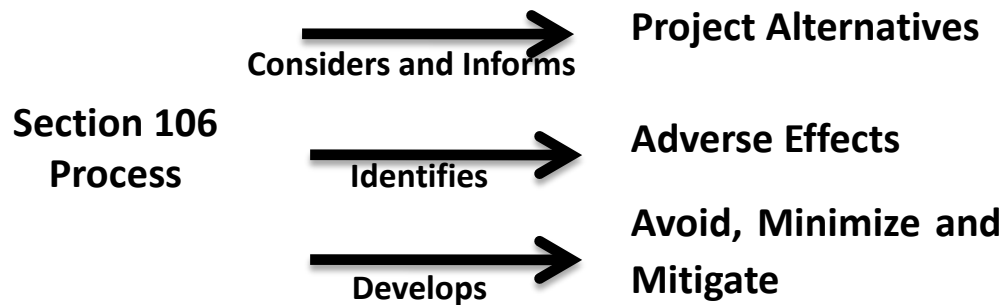 Project Alternatives
Considers and Informs
Section 106
Process
Adverse Effects
Identifies
Avoid, Minimize and
Mitigate
Develops